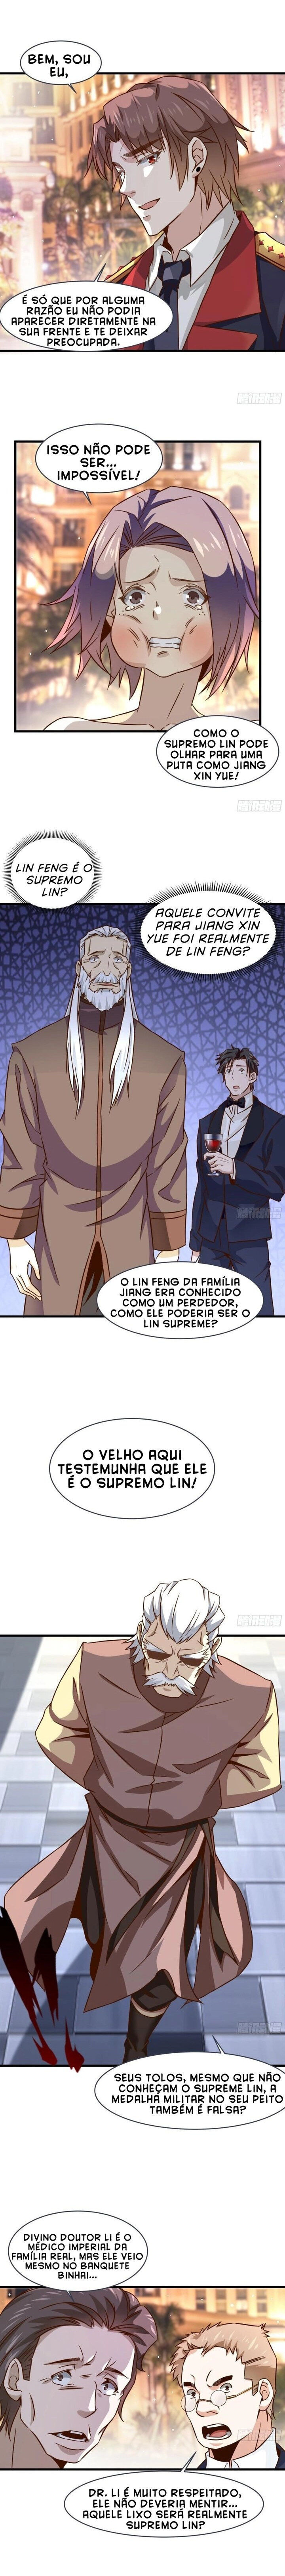 BEM, SOU
EU,
É SÓ QUE POR ALGUMA
RAZÃO EU NÃO PODIA
APARECER DIRETAMENTE NA
SUA FRENTE E TE DEIXAR
PREOCUPADA.
ISSO NÃO PODE
SER...
IMPOSSÍVEL!
COMO O
SUPREMO LIN PODE
OLHAR PARA UMA
PUTA COMO JIANG
XIN YUE!
LIN FENG É O
SUPREMO
LIN?
AQUELE CONVITE
PARA JIANG XIN
YUE FOI REALMENTE
DE LIN FENG?
O LIN FENG DA FAMÍLIA
JIANG ERA CONHECIDO
COMO UM PERDEDOR,
COMO ELE PODERIA SER O
LIN SUPREME?
O VELHO AQUI
TESTEMUNHA QUE ELE
É O SUPREMO LIN!
SEUS TOLOS, MESMO QUE NÃO
CONHEÇAM O SUPREME LIN, A
MEDALHA MILITAR NO SEU PEITO
TAMBÉM É FALSA?
DIVINO DOUTOR LI É O
MÉDICO IMPERIAL DA
FAMÍLIA REAL, MAS ELE VEIO
MESMO NO BANQUETE
BINHAI...
DR. LI É MUITO RESPEITADO,
ELE NÃO DEVERIA MENTIR...
AQUELE LIXO SERÁ REALMENTE
SUPREMO LIN?